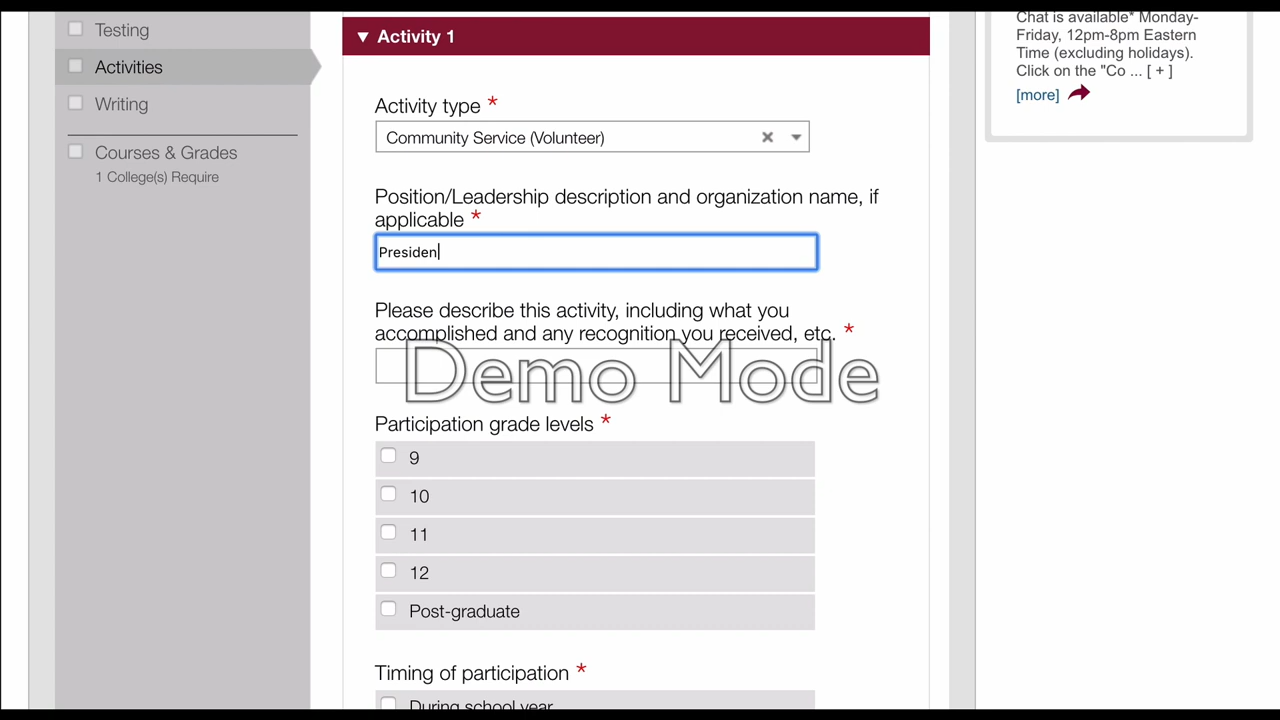 Testing
Activities
Writing
Courses & Grades
1 College(s) Require
Activity 1
Activity type *
Community Service (Volunteer)
Position/Leadership description and organization name, if
applicable *
Presiden
Please describe this activity, including what you
accomplished and any recognition you received, etc. *
Demo Mode
Participation grade levels *
9
10
11
12
Post-graduate
Timing of participation *
During school year
Chat is available* Monday-
Friday, 12pm-8pm Eastern
Time (excluding holidays).
Click on the "Co ... [ + ]
[more]